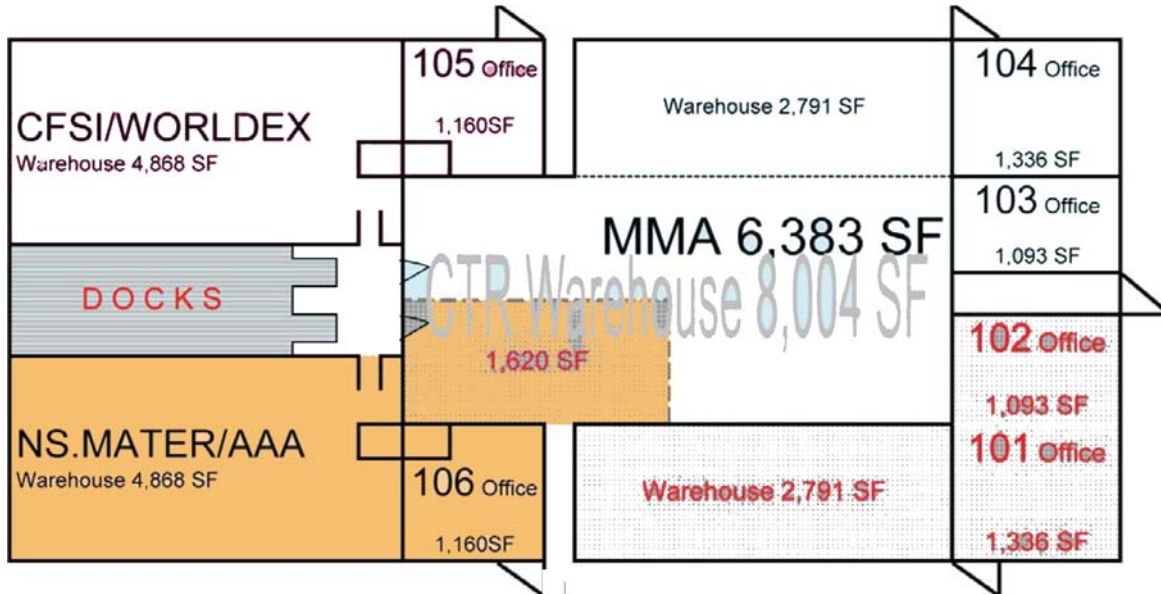 105 Office
1,160SF
CFSI/WORLDEX
Warehouse 4,868 SF
Warehouse 2,791 SF
104 Office
1,336 SF
103 Office
1,093 SF
MMA 6,383 SF
CTR Warehouse 8,004 SF
DOCKS
1,620 SF
102 Office
1,093 SF
101 Office
1,336 SF
NS.MATER/AAA
Warehouse 4,868 SF
106 Office
1,160SF
Warehouse 2,791 SF